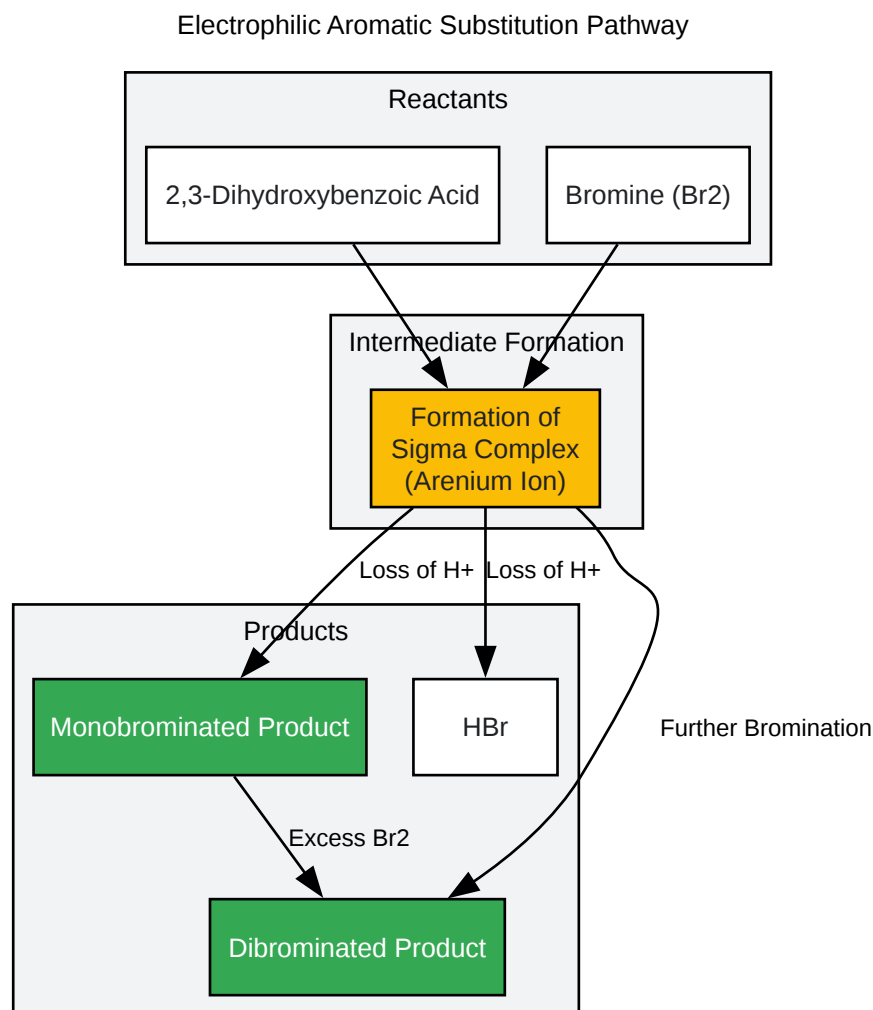 Electrophilic Aromatic Substitution Pathway
Reactants
2,3-Dihydroxybenzoic Acid
Bromine (Br2)
Intermediate Formation
Formation of
Sigma Complex
(Arenium Ion)
Loss of H+
Loss of H+
Products
Monobrominated Product
HBr
Further Bromination
Excess Br2
Dibrominated Product